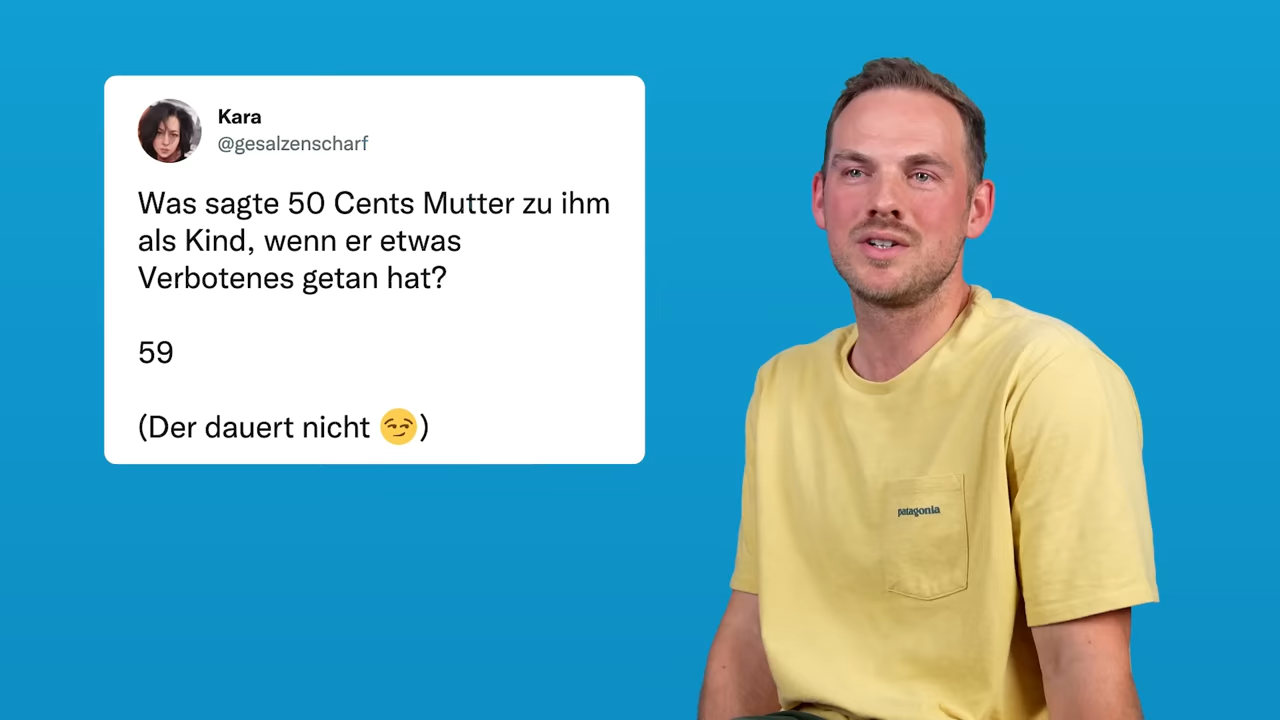 Kara
@gesalzenscharf
Was sagte 50 Cents Mutter zu ihm
als Kind, wenn er etwas
Verbotenes getan hat?
59
(Der dauert nicht 😏)
patagonia